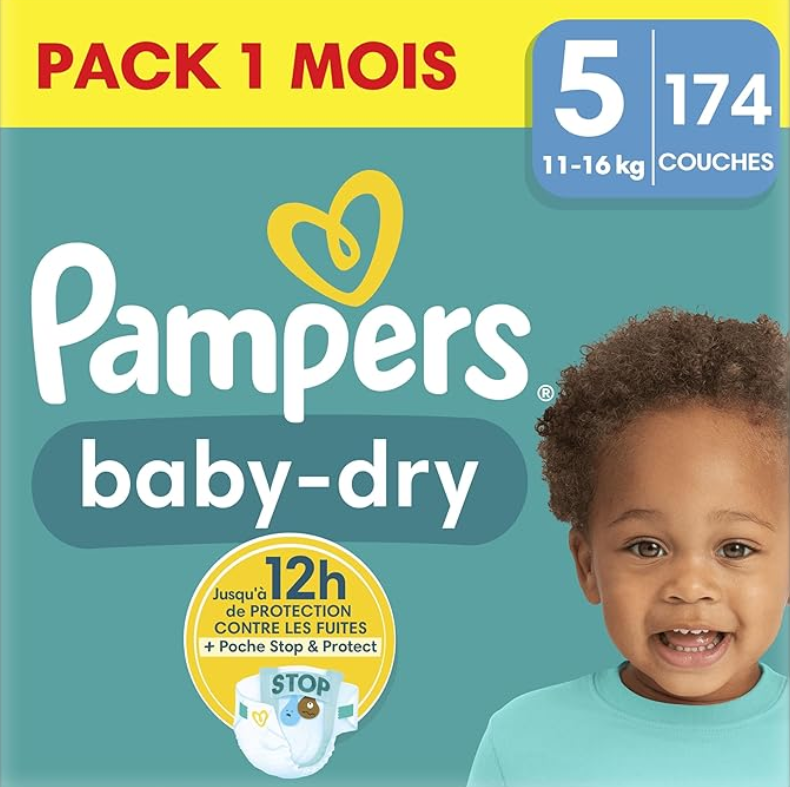 PACK 1 MOIS
5
11-16 kg
174
COUCHES
Pampers®
baby-dry
Jusqu'à 12h
de PROTECTION
CONTRE LES FUITES
+ Poche Stop & Protect
STOP